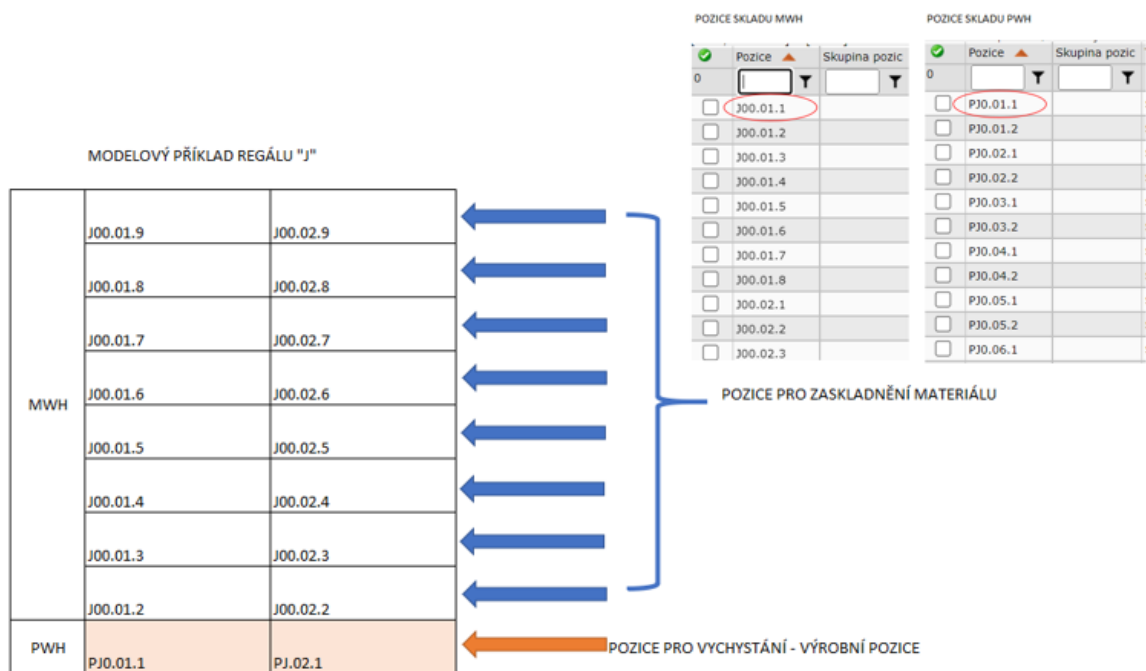 POZICE SKLADU MWH
Pozice Skupina pozic
0
J00.01.1
J00.01.2
J00.01.3
J00.01.4
J00.01.5
J00.01.6
J00.01.7
J00.01.8
J00.02.1
J00.02.2
J00.02.3
POZICE SKLADU PWH
Pozice Skupina pozic
0
PJ0.01.1
PJ0.01.2
PJ0.02.1
PJ0.02.2
PJ0.03.1
PJ0.03.2
PJ0.04.1
PJ0.04.2
PJ0.05.1
PJ0.05.2
PJ0.06.1
MODELOVÝ PŘÍKLAD REGÁLU "J"
J00.01.9 J00.02.9
J00.01.8 J00.02.8
J00.01.7 J00.02.7
MWH J00.01.6 J00.02.6
J00.01.5 J00.02.5
J00.01.4 J00.02.4
J00.01.3 J00.02.3
J00.01.2 J00.02.2
PWH PJ0.01.1 PJ.02.1
POZICE PRO ZASKLADNĚNÍ MATERIÁLU
POZICE PRO VYCHYSTÁNÍ - VÝROBNÍ POZICE